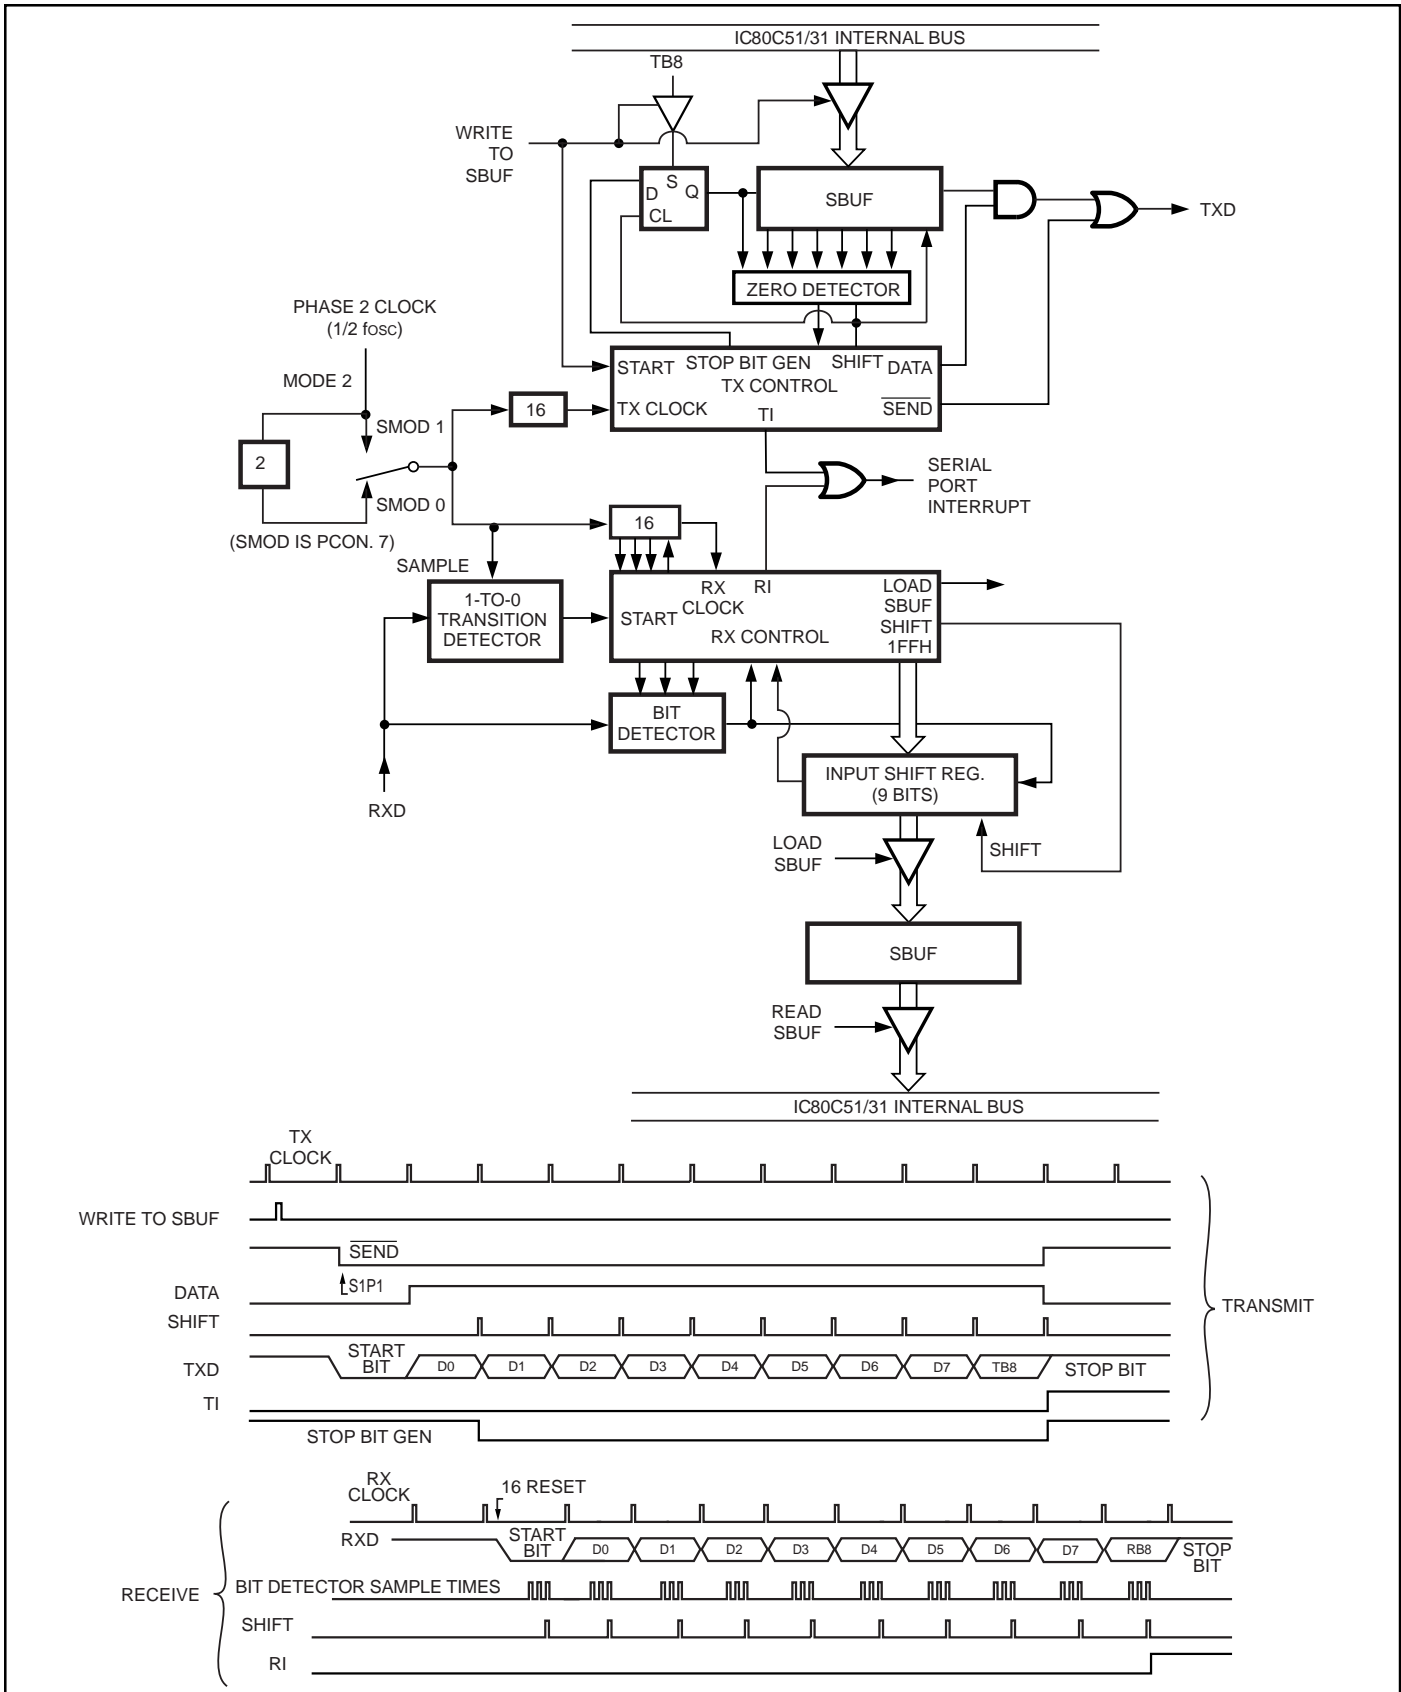 IC80C51/31 INTERNAL BUS
TB8
WRITE
TO
SBUF
S
D
Q
CL
SBUF
TXD
ZERO DETECTOR
PHASE 2 CLOCK
(1/2 fOSC)
MODE 2
SMOD 1
2
SMOD 0
(SMOD IS PCON. 7)
16
START
STOP BIT GEN
SHIFT
DATA
TX CONTROL
TX CLOCK
TI
SEND
SERIAL
PORT
INTERRUPT
16
SAMPLE
1-TO-0
TRANSITION
DETECTOR
START
RX
CLOCK
RI
RX CONTROL
LOAD
SBUF
SHIFT
1FFH
BIT
DETECTOR
RXD
INPUT SHIFT REG.
(9 BITS)
LOAD
SBUF
SHIFT
SBUF
READ
SBUF
IC80C51/31 INTERNAL BUS
TX
CLOCK
WRITE TO SBUF
SEND
S1P1
DATA
SHIFT
TRANSMIT
TXD
START
BIT
D0
D1
D2
D3
D4
D5
D6
D7
TB8
STOP BIT
TI
STOP BIT GEN
RX
CLOCK
16 RESET
RXD
START
BIT
D0
D1
D2
D3
D4
D5
D6
D7
RB8
STOP
BIT
RECEIVE
BIT DETECTOR SAMPLE TIMES
SHIFT
RI